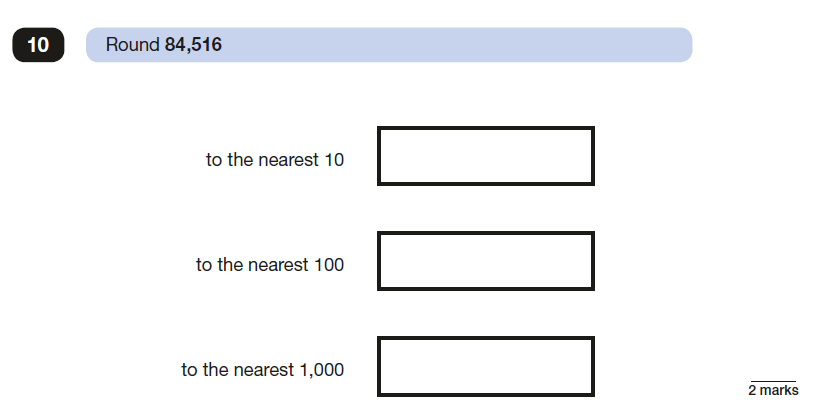 10 Round 84,516
to the nearest 10
to the nearest 100
to the nearest 1,000
2 marks